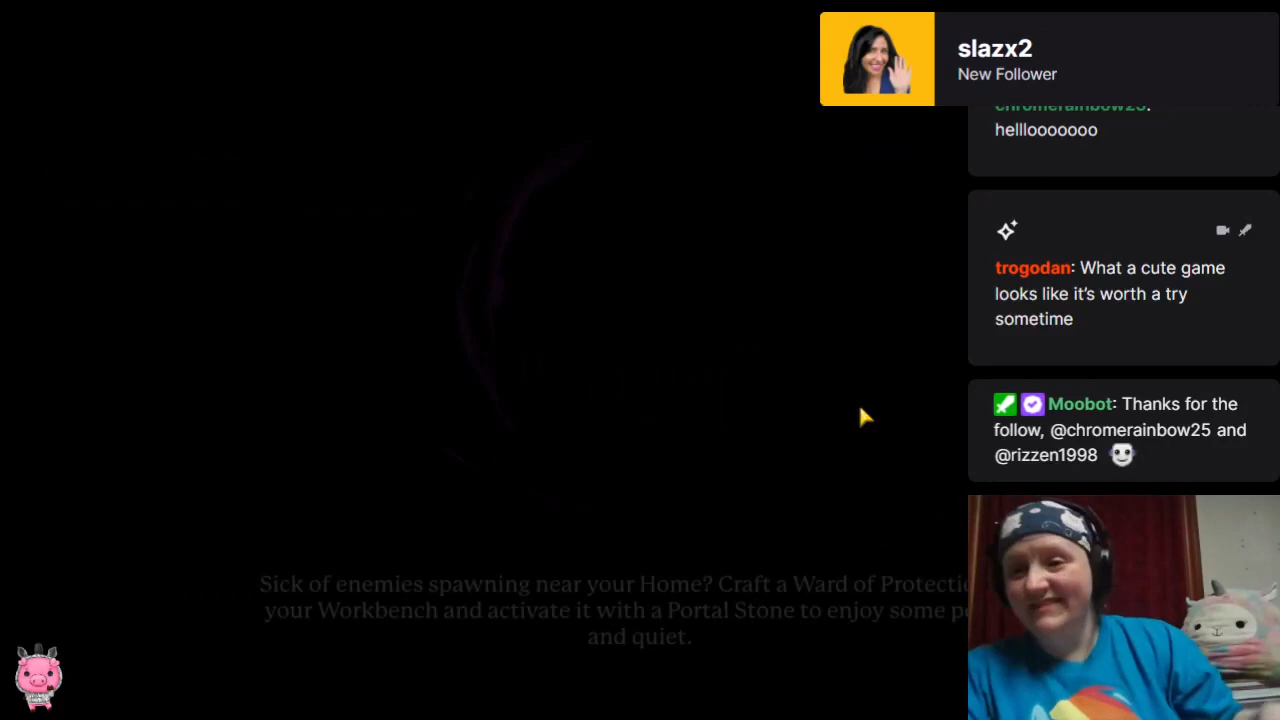 slazx2
New Follower
chromerainbow25:
hellloooooo
trogodan: What a cute game
looks like it's worth a try
sometime
Moobot: Thanks for the
follow, @chromerainbow25 and
@rizzen1998
Sick of enemies spawning near your Home? Craft a Ward of Protectio
your Workbench and activate it with a Portal Stone to enjoy some pe
and quiet.